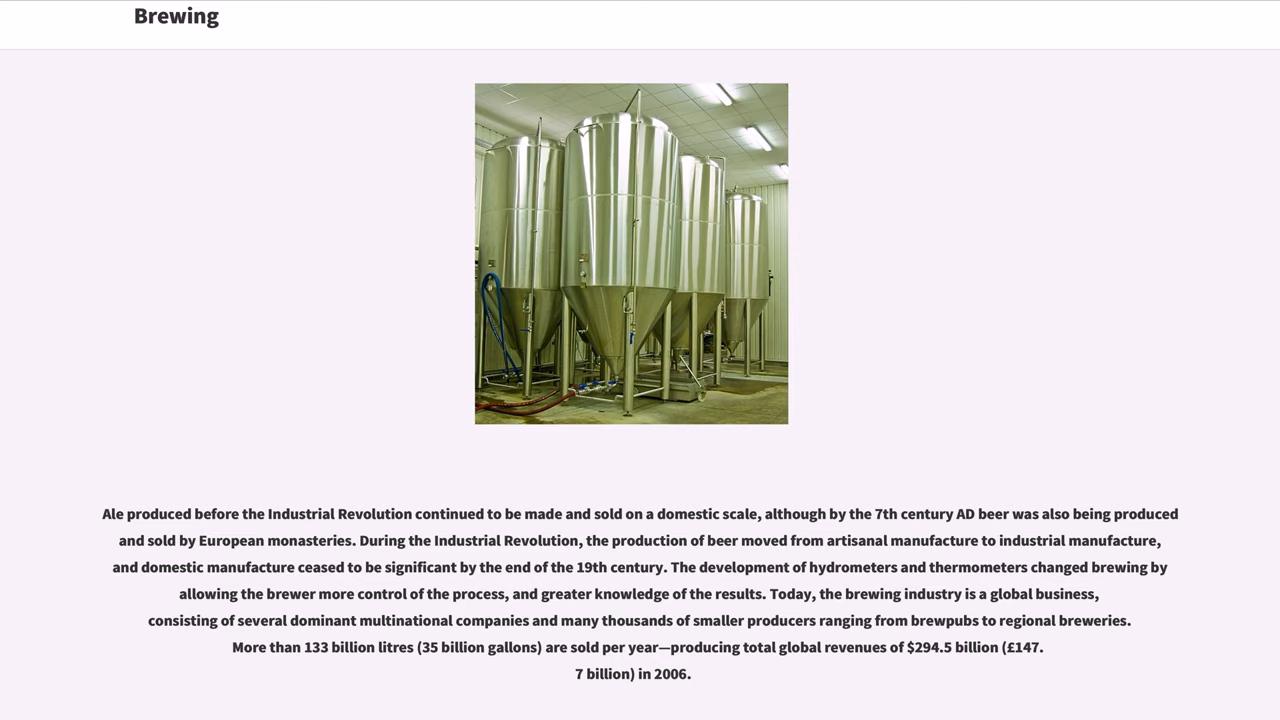 Brewing
Ale produced before the Industrial Revolution continued to be made and sold on a domestic scale, although by the 7th century AD beer was also being produced
and sold by European monasteries. During the Industrial Revolution, the production of beer moved from artisanal manufacture to industrial manufacture,
and domestic manufacture ceased to be significant by the end of the 19th century. The development of hydrometers and thermometers changed brewing by
allowing the brewer more control of the process, and greater knowledge of the results. Today, the brewing industry is a global business,
consisting of several dominant multinational companies and many thousands of smaller producers ranging from brewpubs to regional breweries.
More than 133 billion litres (35 billion gallons) are sold per year—producing total global revenues of $294.5 billion (£147.
7 billion) in 2006.